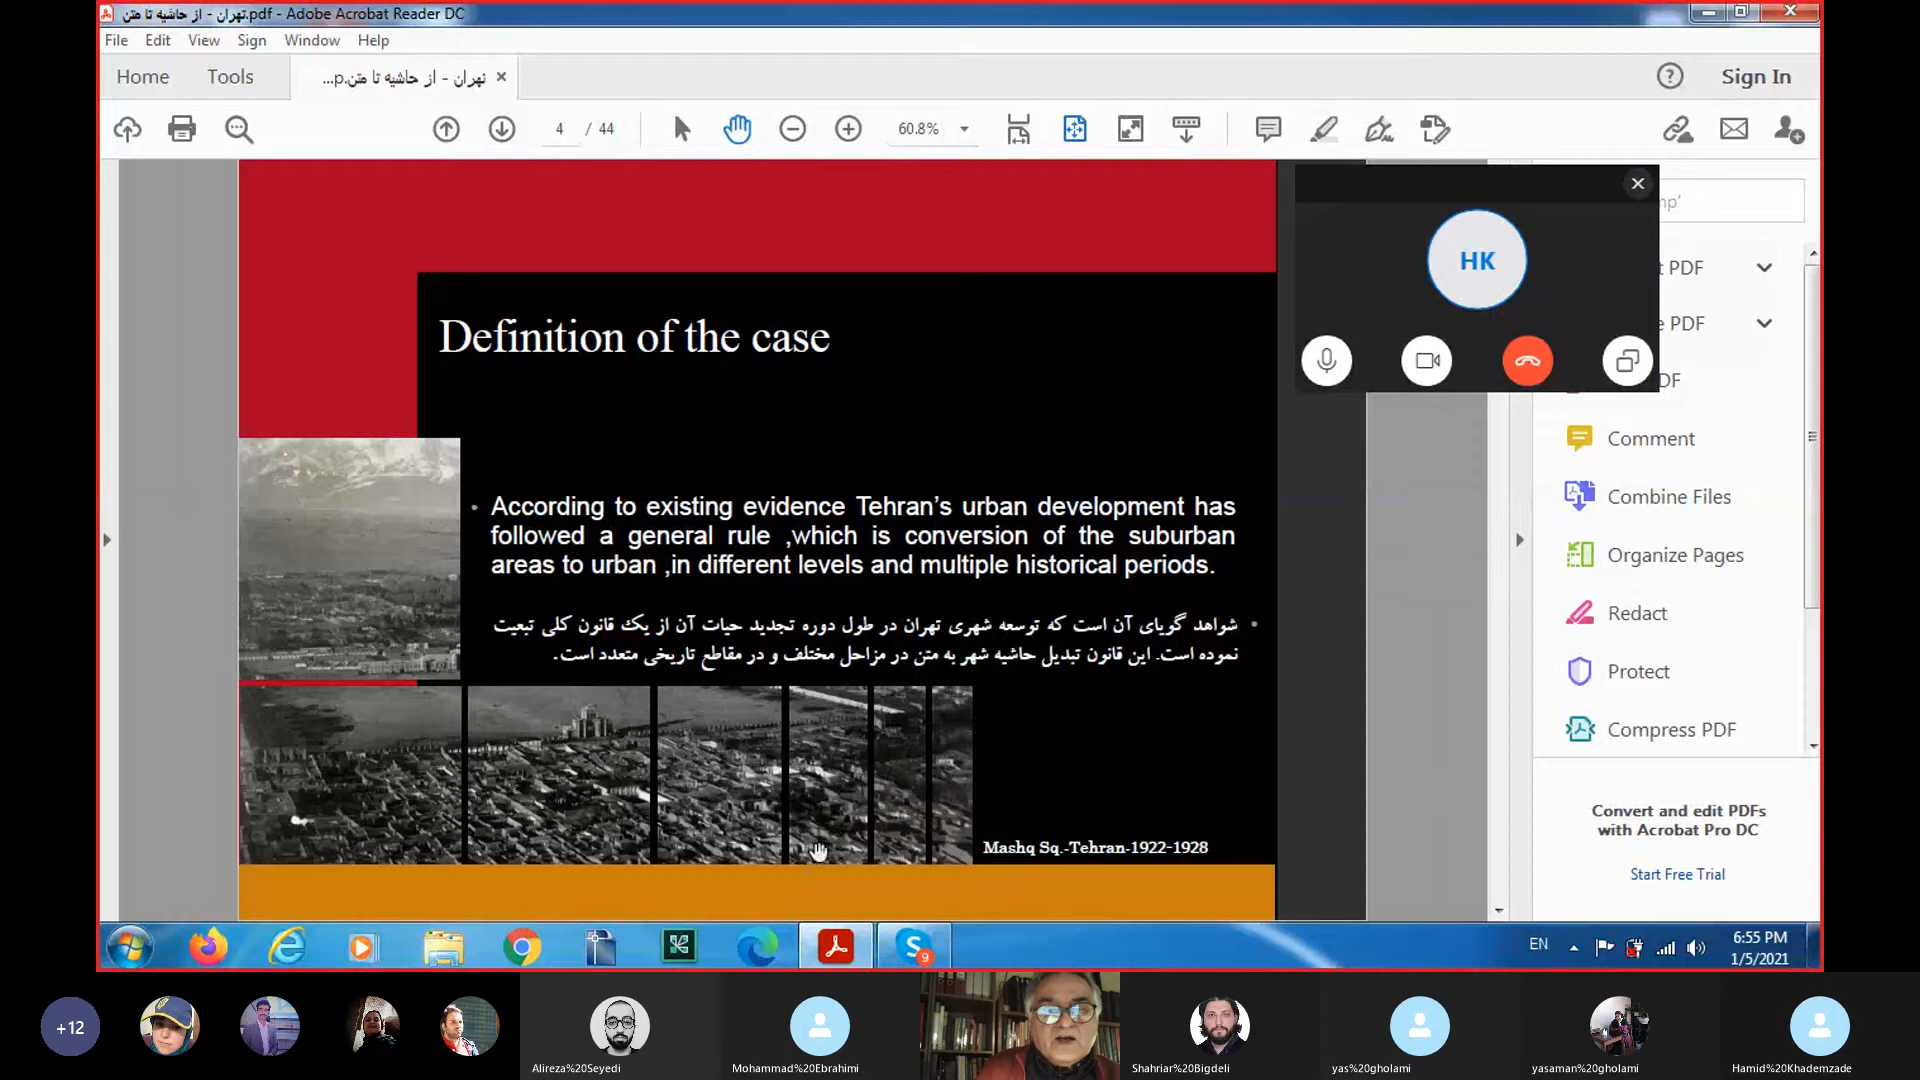 تهران - از حاشیه تا متن.pdf - Adobe Acrobat Reader DC
File Edit View Sign Window Help
Home Tools تهران - از حاشیه تا متن.p...
Sign In
4 / 44
60.8%
mp'
HK
t PDF
e PDF
DF
Definition of the case
Comment
Combine Files
Organize Pages
Redact
Protect
Compress PDF
• According to existing evidence Tehran’s urban development has
followed a general rule ,which is conversion of the suburban
areas to urban ,in different levels and multiple historical periods.
• شواهد گویای آن است که توسعه شهری تهران در طول دوره تجدید حیات آن از یک قانون کلی تبعیت
نموده است. این قانون تبدیل حاشیه شهر به متن در مزاحل مختلف و در مقاطع تاریخی متعدد است.
Mashq Sq.-Tehran-1922-1928
Convert and edit PDFs
with Acrobat Pro DC
Start Free Trial
9
EN
6:55 PM
1/5/2021
+12
Alireza%20Seyedi
Mohammad%20Ebrahimi
Shahriar%20Bigdeli
yas%20gholami
yasaman%20gholami
Hamid%20Khademzade